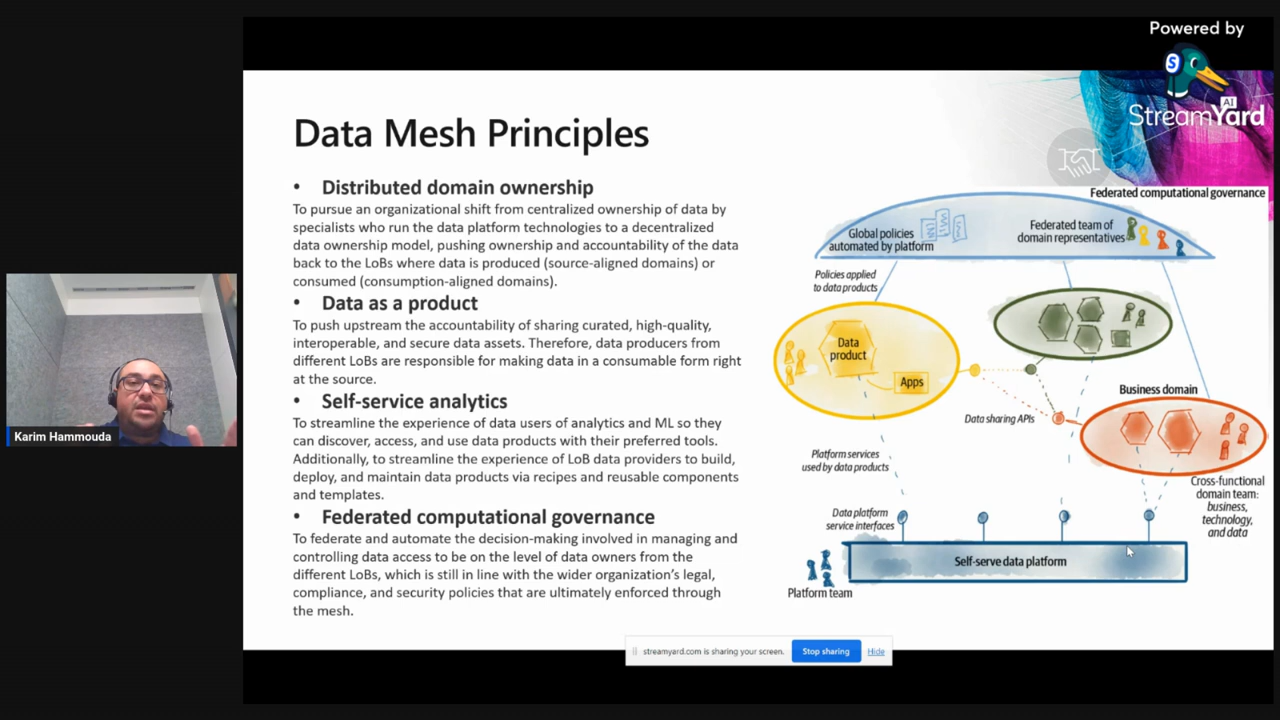 Powered by
S
AI
StreamYard
Data Mesh Principles
• Distributed domain ownership
To pursue an organizational shift from centralized ownership of data by
specialists who run the data platform technologies to a decentralized
data ownership model, pushing ownership and accountability of the data
back to the LoBs where data is produced (source-aligned domains) or
consumed (consumption-aligned domains).
• Data as a product
To push upstream the accountability of sharing curated, high-quality,
interoperable, and secure data assets. Therefore, data producers from
different LoBs are responsible for making data in a consumable form right
at the source.
• Self-service analytics
To streamline the experience of data users of analytics and ML so they
can discover, access, and use data products with their preferred tools.
Additionally, to streamline the experience of LoB data providers to build,
deploy, and maintain data products via recipes and reusable components
and templates.
• Federated computational governance
To federate and automate the decision-making involved in managing and
controlling data access to be on the level of data owners from the
different LoBs, which is still in line with the wider organization's legal,
compliance, and security policies that are ultimately enforced through
the mesh.
Federated computational governance
Global policies
automated by platform
Federated team of
domain representatives
Policies applied
to data products
Data
product
Apps
Business domain
Data sharing APIs
Platform services
used by data products
Cross-functional
domain team:
business,
technology,
and data
Data platform
service interfaces
Self-serve data platform
Platform team
Karim Hammouda
streamyard.com is sharing your screen.
Stop sharing
Hide